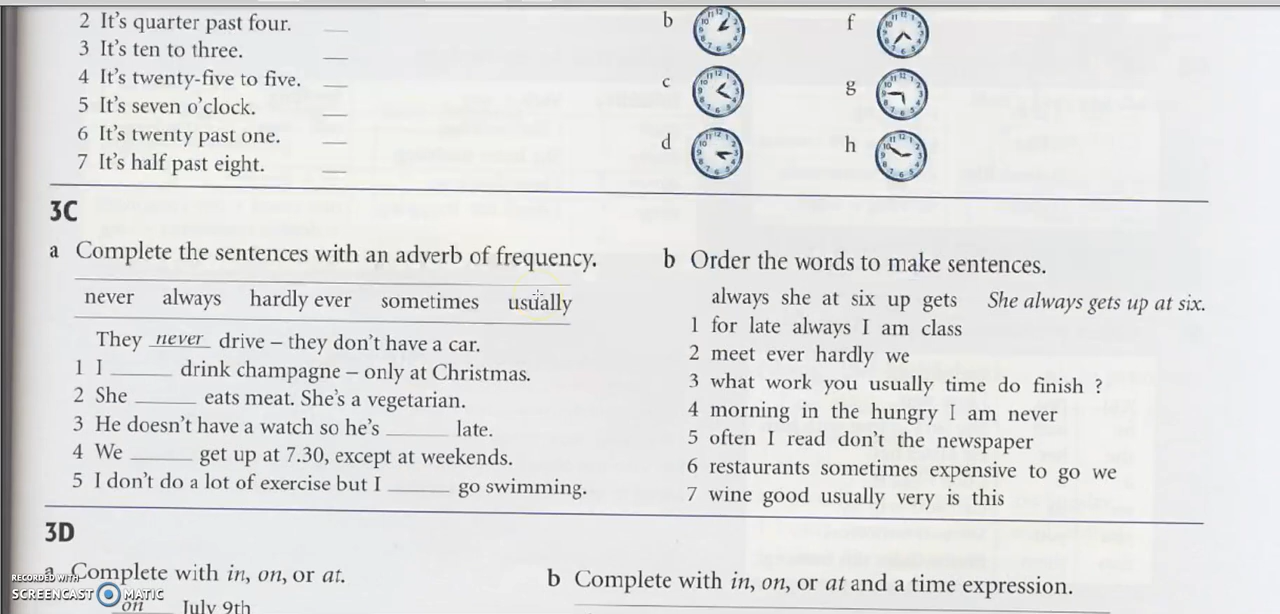 2 It's quarter past four. ___
3 It's ten to three. ___
4 It's twenty-five to five. ___
5 It's seven o'clock. ___
6 It's twenty past one. ___
7 It's half past eight. ___
b
c
d
f
g
h
3C
a Complete the sentences with an adverb of frequency.
never always hardly ever sometimes usually
They never drive – they don't have a car.
1 I ______ drink champagne – only at Christmas.
2 She ______ eats meat. She's a vegetarian.
3 He doesn't have a watch so he's ______ late.
4 We ______ get up at 7.30, except at weekends.
5 I don't do a lot of exercise but I ______ go swimming.
b Order the words to make sentences.
always she at six up gets She always gets up at six.
1 for late always I am class
2 meet ever hardly we
3 what work you usually time do finish ?
4 morning in the hungry I am never
5 often I read don't the newspaper
6 restaurants sometimes expensive to go we
7 wine good usually very is this
3D
a Complete with in, on, or at.
on July 9th
b Complete with in, on, or at and a time expression.
RECORDED WITH
SCREENCAST MATIC